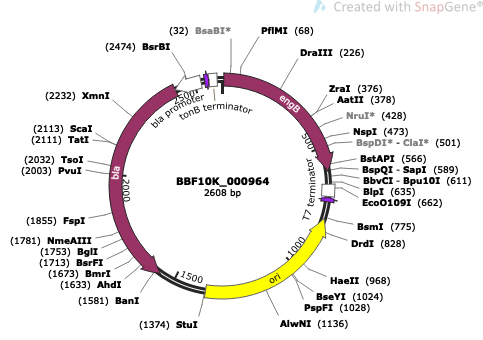 Created with SnapGene®
(32) BsaBI*
PflMI (68)
(2474) BsrBI
DraIII (226)
ZraI (376)
AatII (378)
NruI* (428)
NspI (473)
BspDI* - ClaI* (501)
BstAPI (566)
BspQI - SapI (589)
BbvCI - Bpu10I (611)
BlpI (635)
EcoO109I (662)
BsmI (775)
DrdI (828)
HaeII (968)
BseYI (1024)
PspFI (1028)
AlwNI (1136)
(1374) StuI
(1581) BanI
(1633) AhdI
(1673) BmrI
(1713) BsrFI
(1753) BglI
(1781) NmeAIII
(1855) FspI
(2003) PvuI
(2032) TsoI
(2111) TatI
(2113) ScaI
(2232) XmnI
bla promoter
tonB terminator
engB
T7 terminator
ori
bla
500
1000
1500
2000
2500
BBF10K_000964
2608 bp